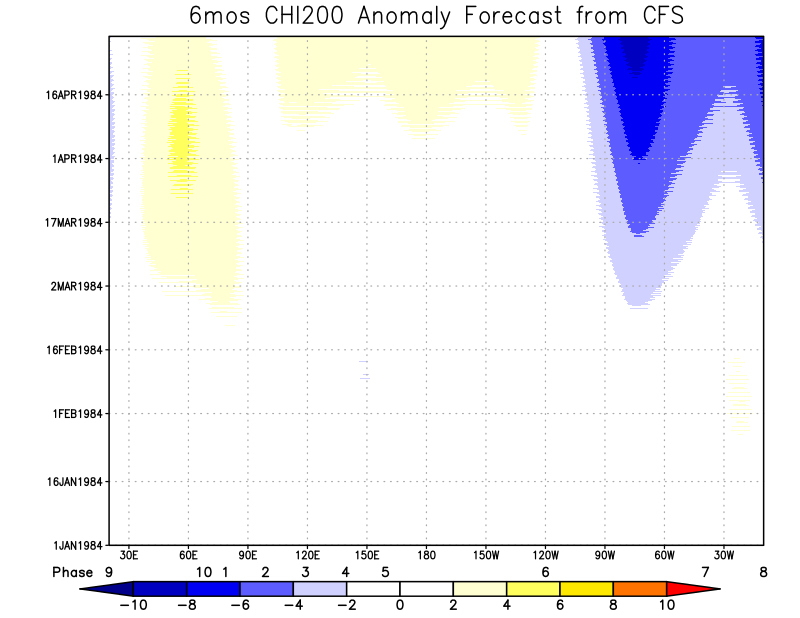 6mos CHI200 Anomaly Forecast from CFS
16APR1984
1APR1984
17MAR1984
2MAR1984
16FEB1984
1FEB1984
16JAN1984
1JAN1984
30E 60E 90E 120E 150E 180 150W 120W 90W 60W 30W
Phase 9 10 1 2 3 4 5 6 7 8
-10 -8 -6 -4 -2 0 2 4 6 8 10